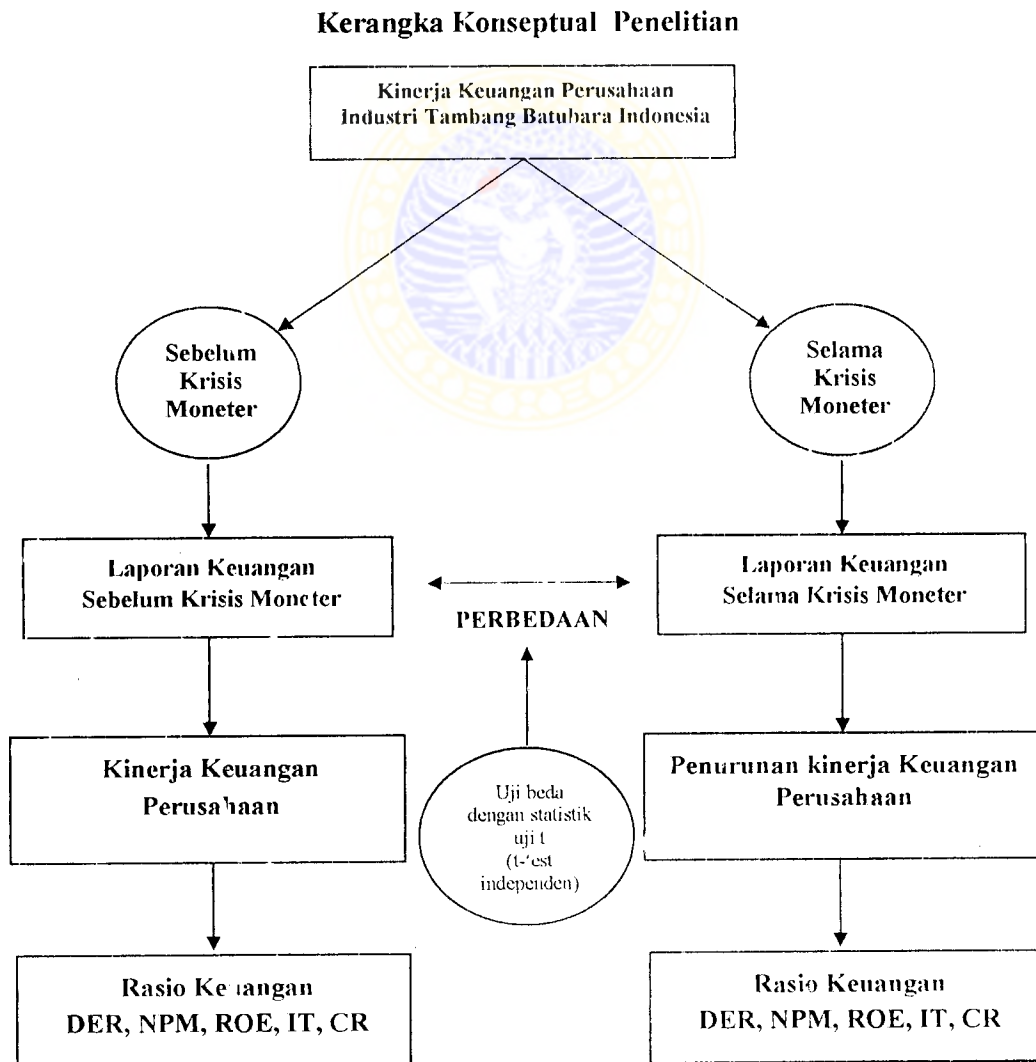 Kerangka Konseptual Penelitian
Kinerja Keuangan Perusahaan
Industri Tambang Batubara Indonesia
Sebelum
Krisis
Moneter
Selama
Krisis
Moneter
Laporan Keuangan
Sebelum Krisis Moneter
PERBEDAAN
Laporan Keuangan
Selama Krisis Moneter
Kinerja Keuangan
Perusahaan
Uji beda
dengan statistik
uji t
(t-test
independen)
Penurunan kinerja Keuangan
Perusahaan
Rasio Keuangan
DER, NPM, ROE, IT, CR
Rasio Keuangan
DER, NPM, ROE, IT, CR